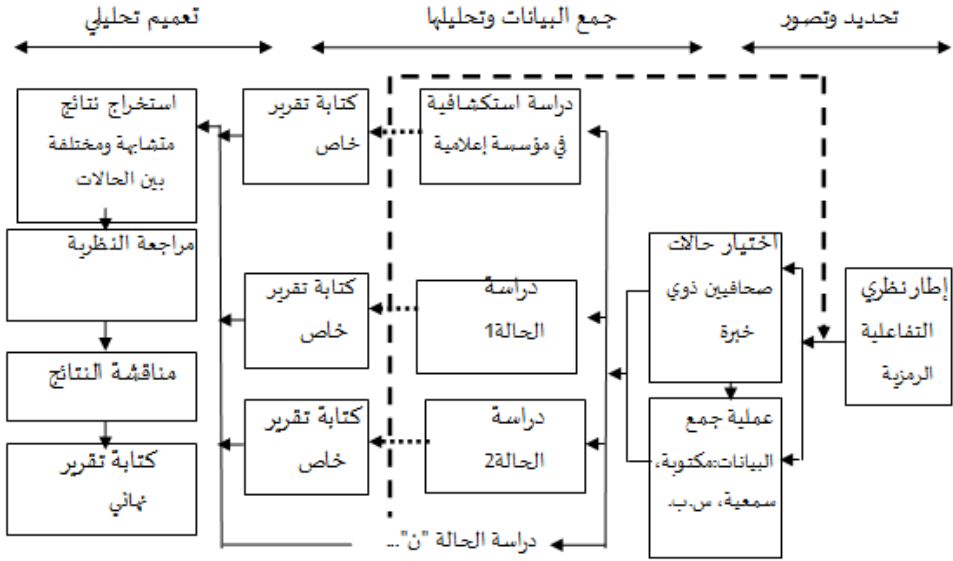 تحديد وتصور
جمع البيانات وتحليلها
تعميم تحليلي
إطار نظري
التفاعلية
الرمزية
اختيار حالات
صحافيين ذوي
خبرة
عملية جمع
البيانات:مكتوبة،
سمعية، س.ب.
دراسة استكشافية
في مؤسسة إعلامية
دراسة
الحالة1
دراسة
الحالة2
دراسة الحالة "ن"...
كتابة تقرير
خاص
كتابة تقرير
خاص
كتابة تقرير
خاص
استخراج نتائج
متشابهة ومختلفة
بين الحالات
مراجعة النظرية
مناقشة النتائج
كتابة تقرير
نهائي